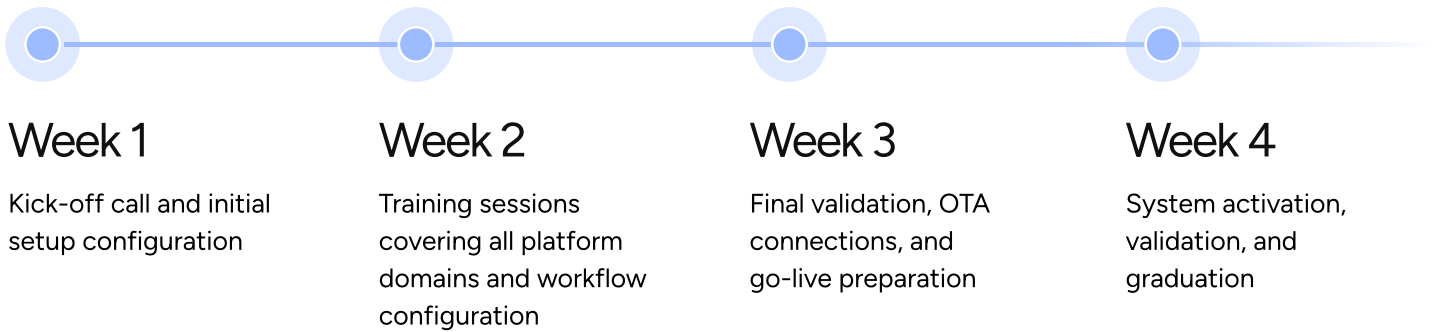 Week 1
Kick-off call and initial
setup configuration
Week 2
Training sessions
covering all platform
domains and workflow
configuration
Week 3
Final validation, OTA
connections, and
go-live preparation
Week 4
System activation,
validation, and
graduation